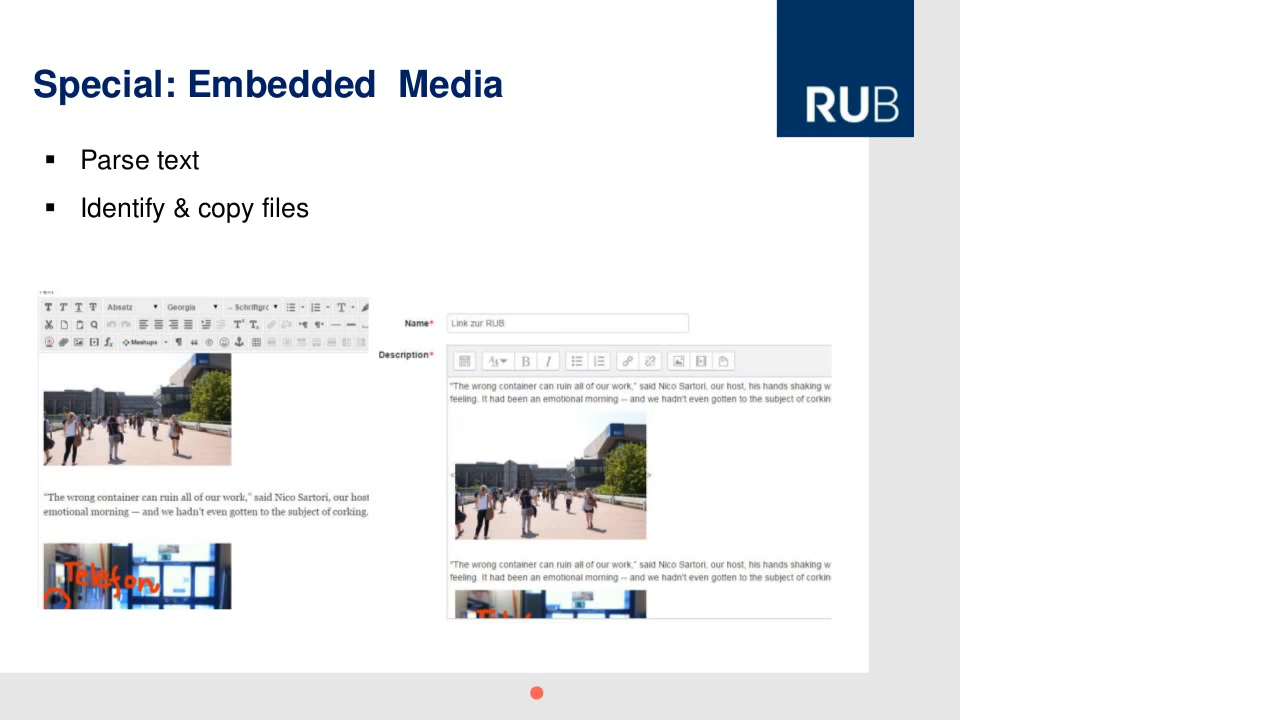 Special: Embedded Media
RUB
▪ Parse text
▪ Identify & copy files
Text
T T T T Absatz Georgia -- Schriftgrö
Mashups
"The wrong container can ruin all of our work," said Nico Sartori, our host
emotional morning — and we hadn't even gotten to the subject of corking.
Telefon
Name* Link zur RUB
Description*
B I
"The wrong container can ruin all of our work," said Nico Sartori, our host, his hands shaking w
feeling. It had been an emotional morning -- and we hadn't even gotten to the subject of corkin
"The wrong container can ruin all of our work," said Nico Sartori, our host, his hands shaking w
feeling. It had been an emotional morning -- and we hadn't even gotten to the subject of corkin